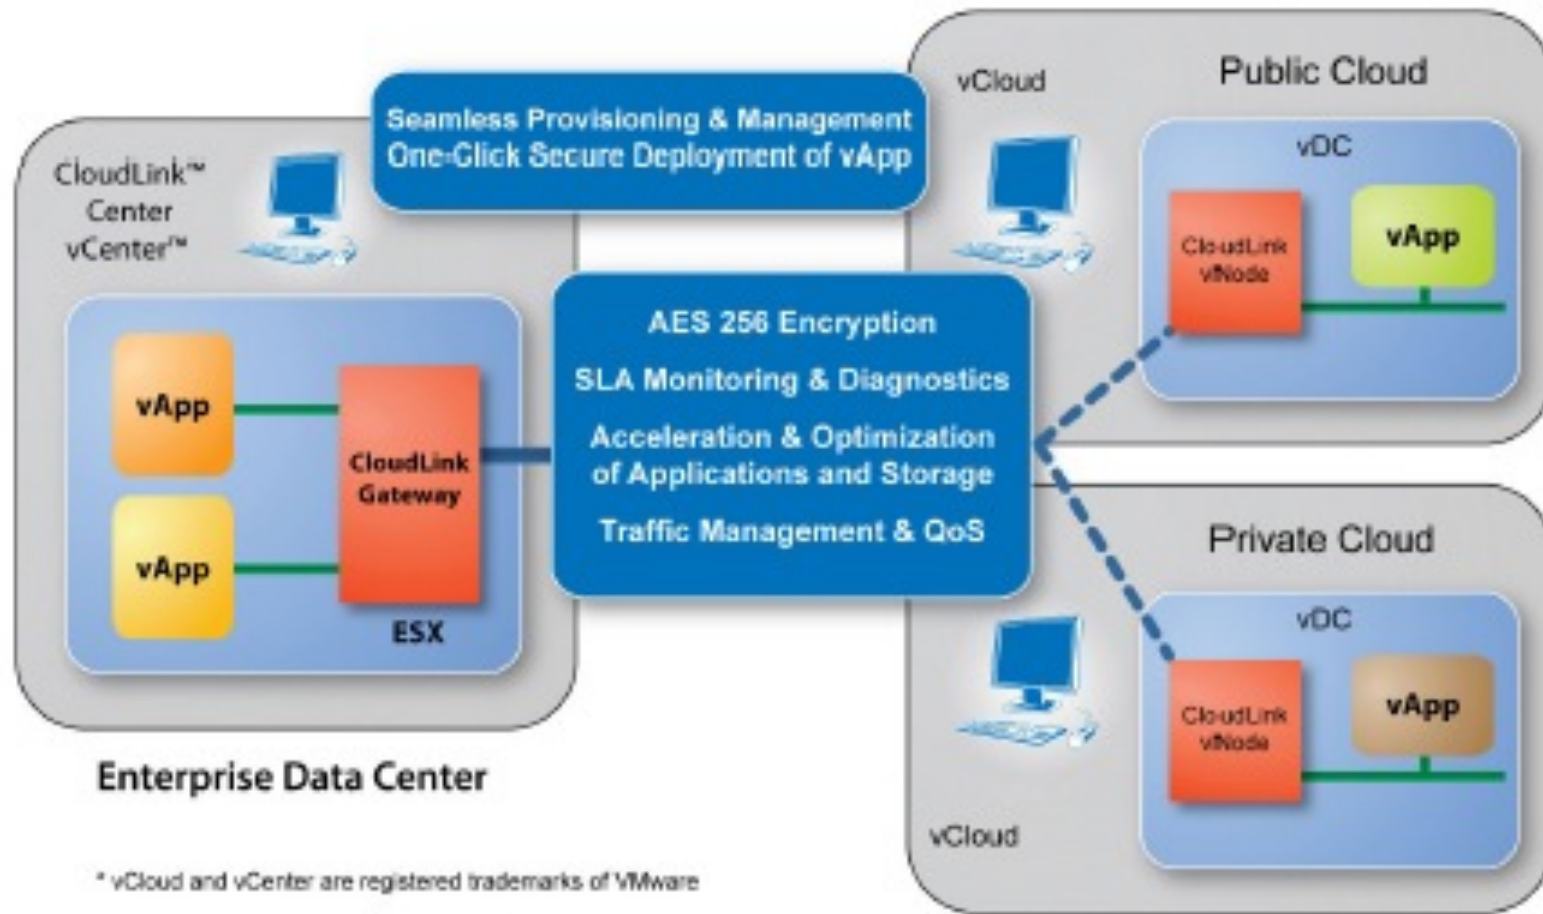 Seamless Provisioning & Management
One-Click Secure Deployment of vApp
CloudLink™
Center
vCenter™
vApp
vApp
CloudLink
Gateway
ESX
Enterprise Data Center
AES 256 Encryption
SLA Monitoring & Diagnostics
Acceleration & Optimization
of Applications and Storage
Traffic Management & QoS
vCloud
Public Cloud
vDC
CloudLink
vNode
vApp
Private Cloud
vDC
CloudLink
vNode
vApp
vCloud
* vCloud and vCenter are registered trademarks of VMware